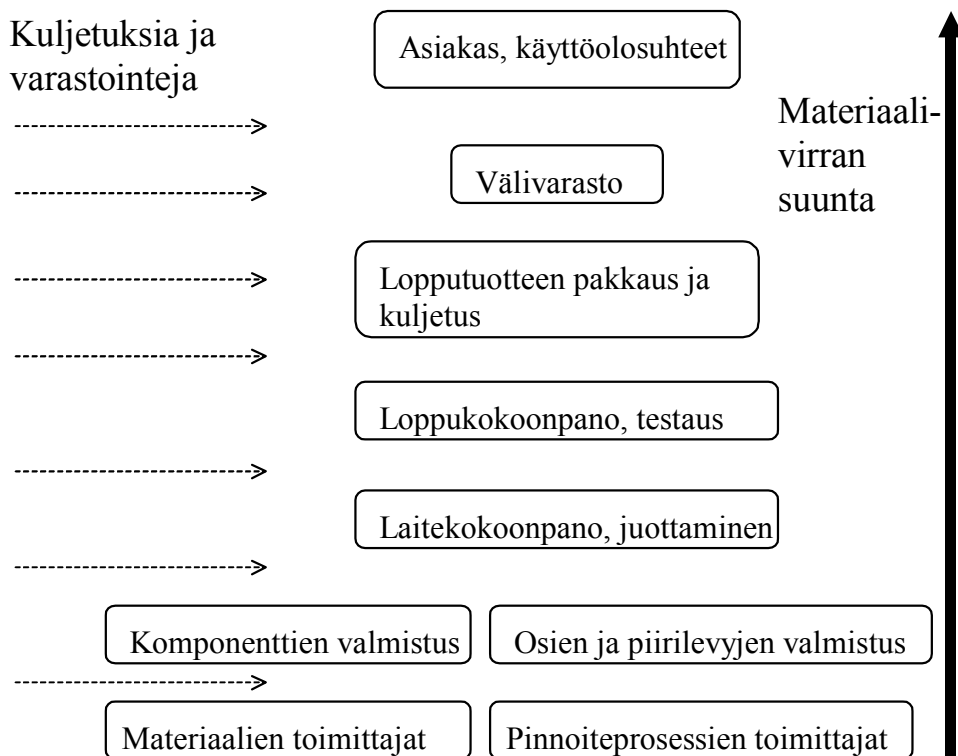 Kuljetuksia ja
varastointeja
Asiakas, käyttöolosuhteet
Materiaali-
virran
suunta
Välivarasto
Lopputuotteen pakkaus ja
kuljetus
Loppukokoonpano, testaus
Laitekokoonpano, juottaminen
Komponenttien valmistus
Osien ja piirilevyjen valmistus
Materiaalien toimittajat
Pinnoiteprosessien toimittajat